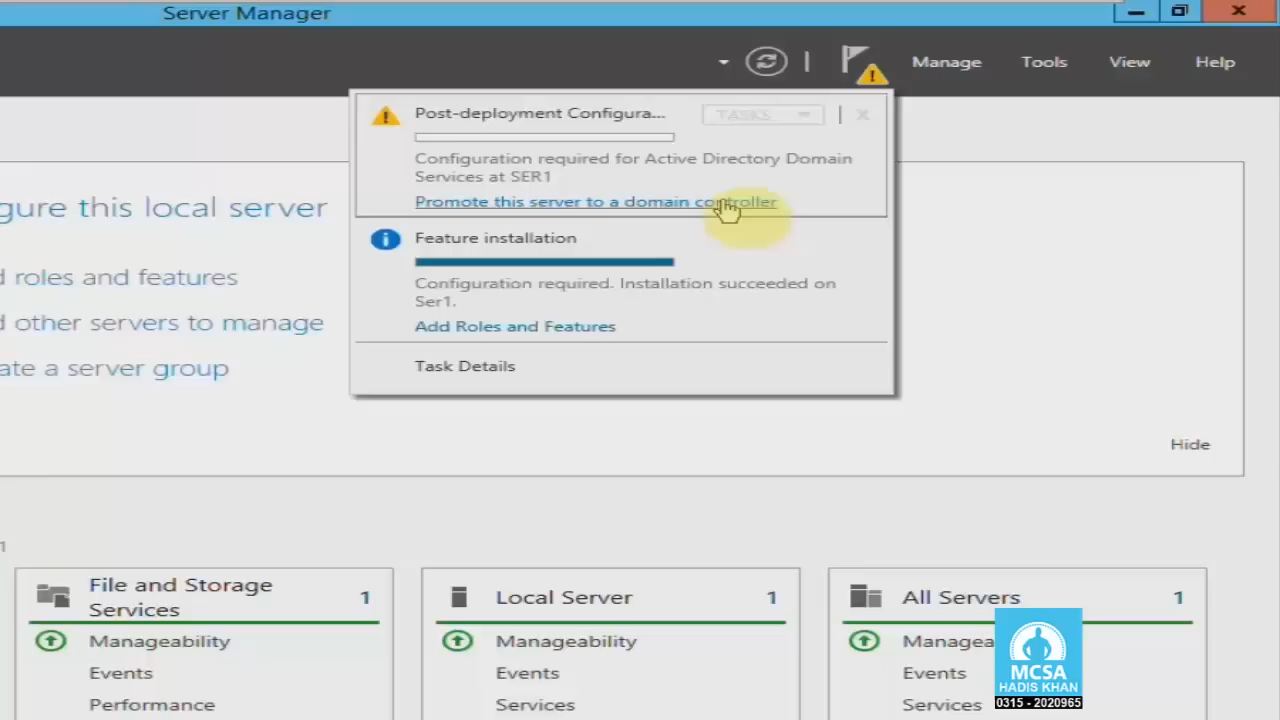 Server Manager
Manage
Tools
View
Help
Post-deployment Configura...
TASKS
Configuration required for Active Directory Domain
Services at SER1
Promote this server to a domain controller
Feature installation
Configuration required. Installation succeeded on
Ser1.
Add Roles and Features
Task Details
gure this local server
d roles and features
d other servers to manage
ate a server group
Hide
1
File and Storage
Services
1
Manageability
Events
Performance
Local Server
1
Manageability
Events
Services
All Servers
1
Managea
Events
Services
MCSA
HADIS KHAN
0315 - 2020965